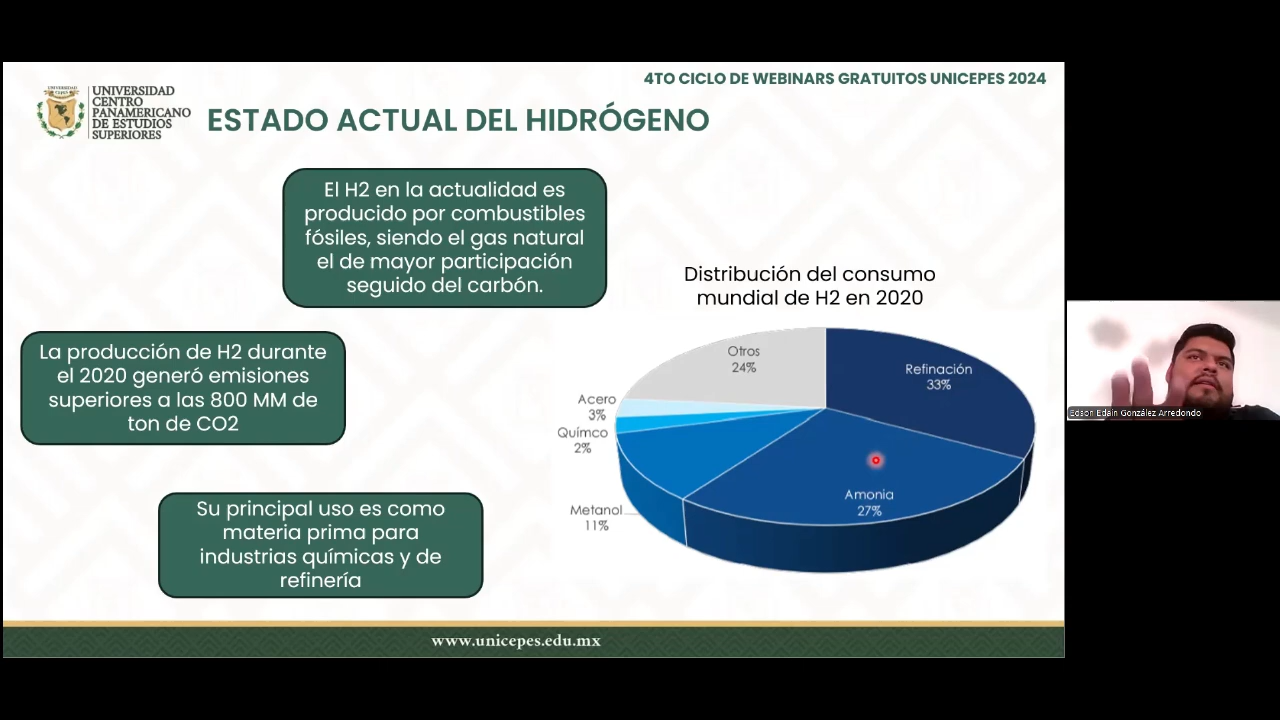 4TO CICLO DE WEBINARS GRATUITOS UNICEPES 2024
UNIVERSIDAD
CENTRO
PANAMERICANO
DE ESTUDIOS
SUPERIORES
ESTADO ACTUAL DEL HIDRÓGENO
El H2 en la actualidad es
producido por combustibles
fósiles, siendo el gas natural
el de mayor participación
seguido del carbón.
La producción de H2 durante
el 2020 generó emisiones
superiores a las 800 MM de
ton de CO2
Su principal uso es como
materia prima para
industrias químicas y de
refinería
Distribución del consumo
mundial de H2 en 2020
Otros
24%
Refinación
33%
Acero
3%
Químco
2%
Metanol
11%
Amonia
27%
Edson Edaín González Arredondo
www.unicepes.edu.mx